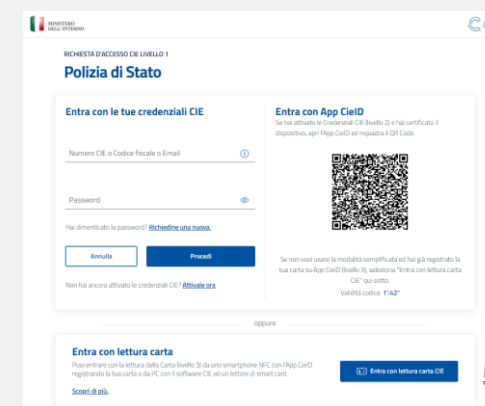 MINISTERO
DELL'INTERNO
RICHIESTA D'ACCESSO CIE LIVELLO 1
Polizia di Stato
Entra con le tue credenziali CIE
Numero CIE o Codice fiscale o Email
Password
Hai dimenticato la password? Richiedine una nuova.
Annulla
Procedi
Non hai ancora attivato le credenziali CIE? Attivale ora
Entra con App CieID
Se hai attivato le Credenziali CIE (livello 2) e hai certificato il
dispositivo, apri l'App CieID ed inquadra il QR Code.
Se non vuoi usare la modalità semplificata ed hai già registrato la
tua carta su App CieID (livello 3), seleziona "Entra con lettura carta
CIE" qui sotto.
Validità codice: 1'42"
oppure
Entra con lettura carta
Puoi entrare con la lettura della Carta (livello 3) da uno smartphone NFC con l'App CieID
registrando la tua carta o da PC con il software CIE ed un lettore di smart card.
Scopri di più.
Entra con lettura carta CIE